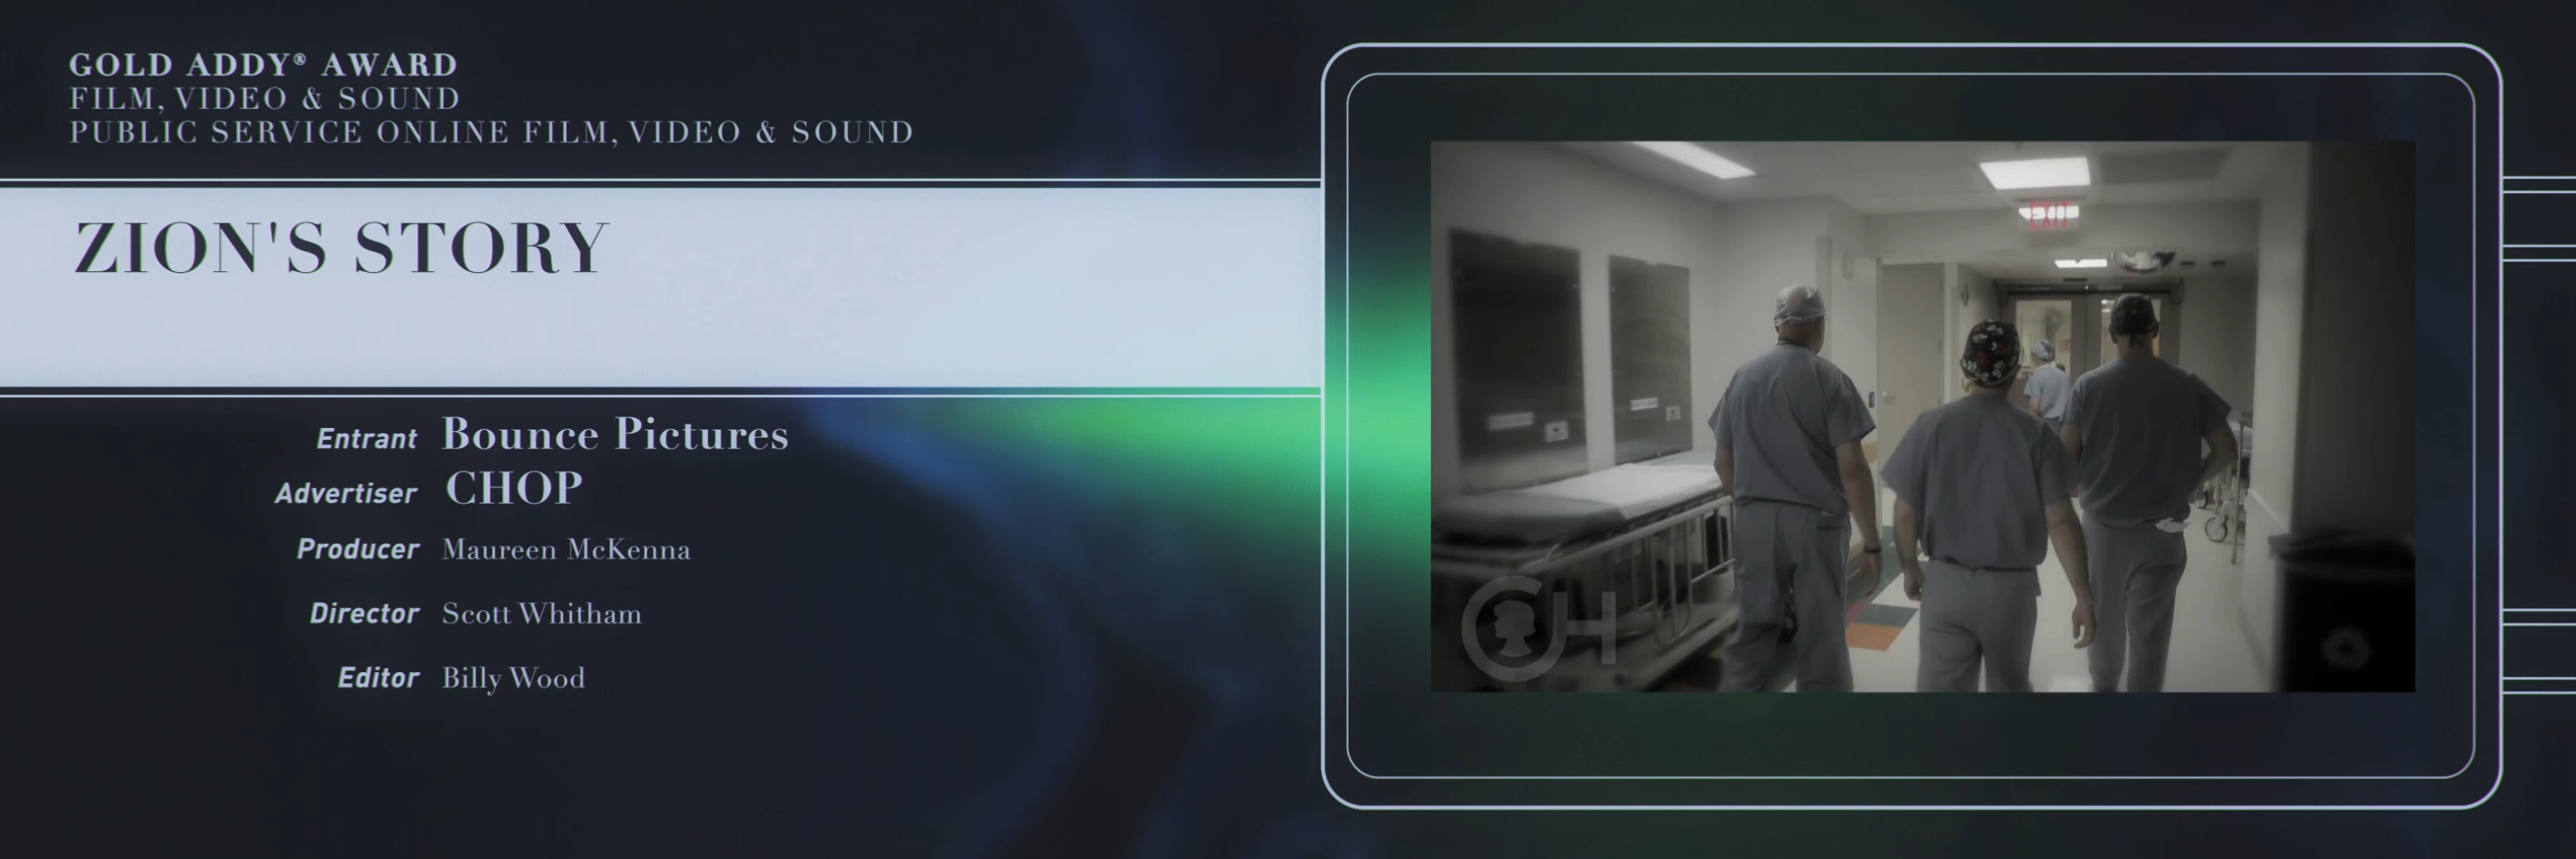 GOLD ADDY® AWARD
FILM, VIDEO & SOUND
PUBLIC SERVICE ONLINE FILM, VIDEO & SOUND
ZION'S STORY
Entrant Bounce Pictures
Advertiser CHOP
Producer Maureen McKenna
Director Scott Whitham
Editor Billy Wood
EXIT
CH